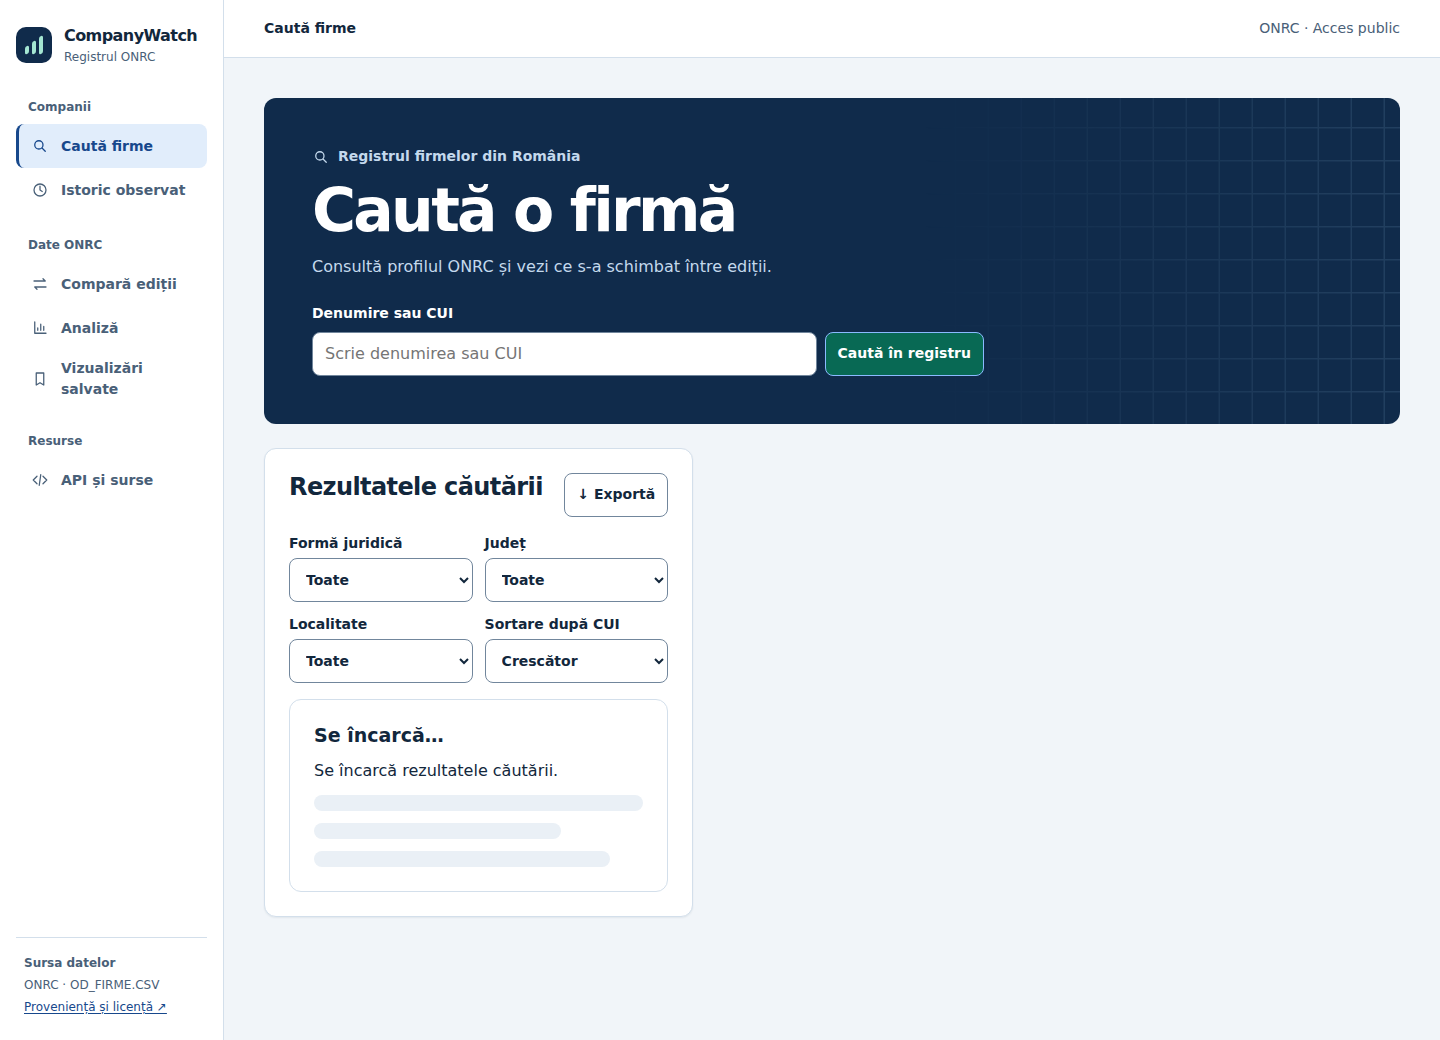 CompanyWatch
Registrul ONRC
Companii
Caută firme
Istoric observat
Date ONRC
Compară ediții
Analiză
Vizualizări
salvate
Resurse
API și surse
Sursa datelor
ONRC · OD_FIRME.CSV
Proveniență și licență ↗
Caută firme
ONRC · Acces public
Registrul firmelor din România
Caută o firmă
Consultă profilul ONRC și vezi ce s-a schimbat între ediții.
Denumire sau CUI
Scrie denumirea sau CUI
Caută în registru
Rezultatele căutării
↓ Exportă
Formă juridică
Județ
Toate
Toate
Localitate
Sortare după CUI
Toate
Crescător
Se încarcă…
Se încarcă rezultatele căutării.